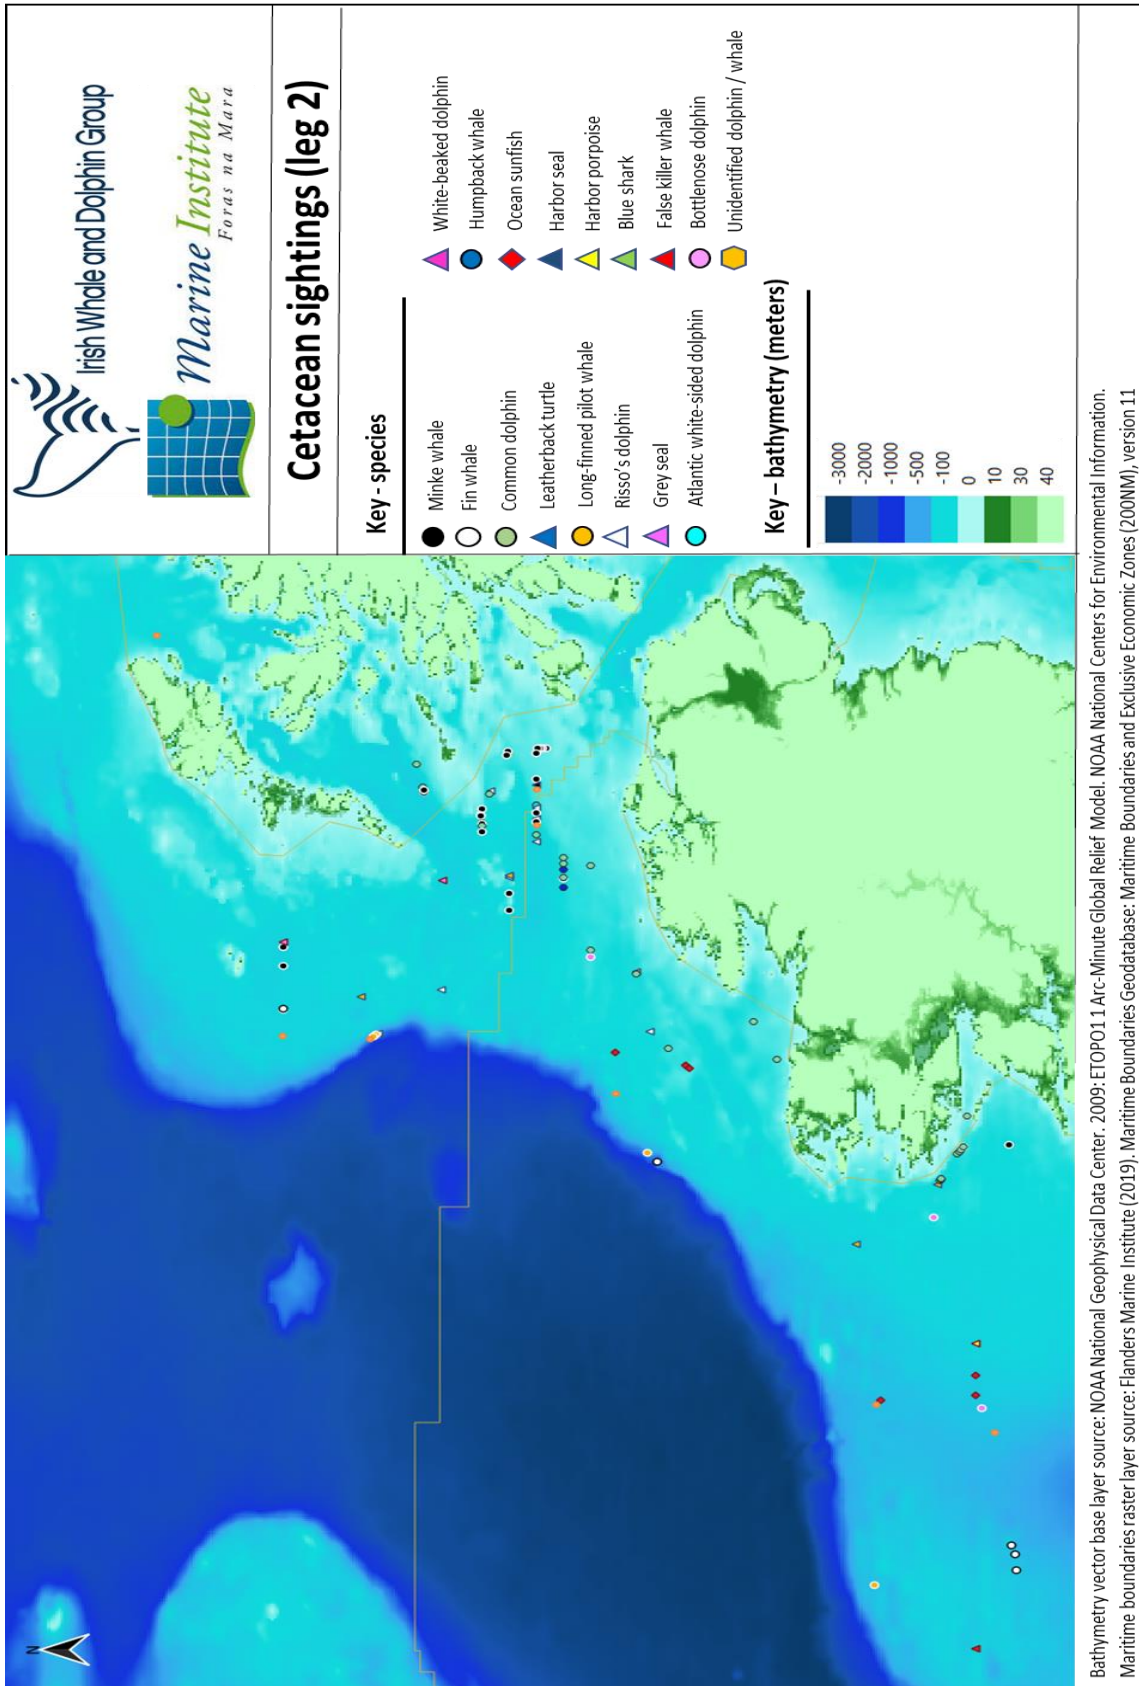 Irish Whale and Dolphin Group
Marine Institute
Foras na Mara
Cetacean sightings (leg 2)
Key - species
Minke whale
Fin whale
Common dolphin
Leatherback turtle
Long-finned pilot whale
Risso's dolphin
Grey seal
Atlantic white-sided dolphin
White-beaked dolphin
Humpback whale
Ocean sunfish
Harbor seal
Harbor porpoise
Blue shark
False killer whale
Bottlenose dolphin
Unidentified dolphin / whale
Key – bathymetry (meters)
-3000
-2000
-1000
-500
-100
0
10
30
40
N
Bathymetry vector base layer source: NOAA National Geophysical Data Center. 2009: ETOPO1 1 Arc-Minute Global Relief Model. NOAA National Centers for Environmental Information.
Maritime boundaries raster layer source: Flanders Marine Institute (2019). Maritime Boundaries Geodatabase: Maritime Boundaries and Exclusive Economic Zones (200NM), version 11